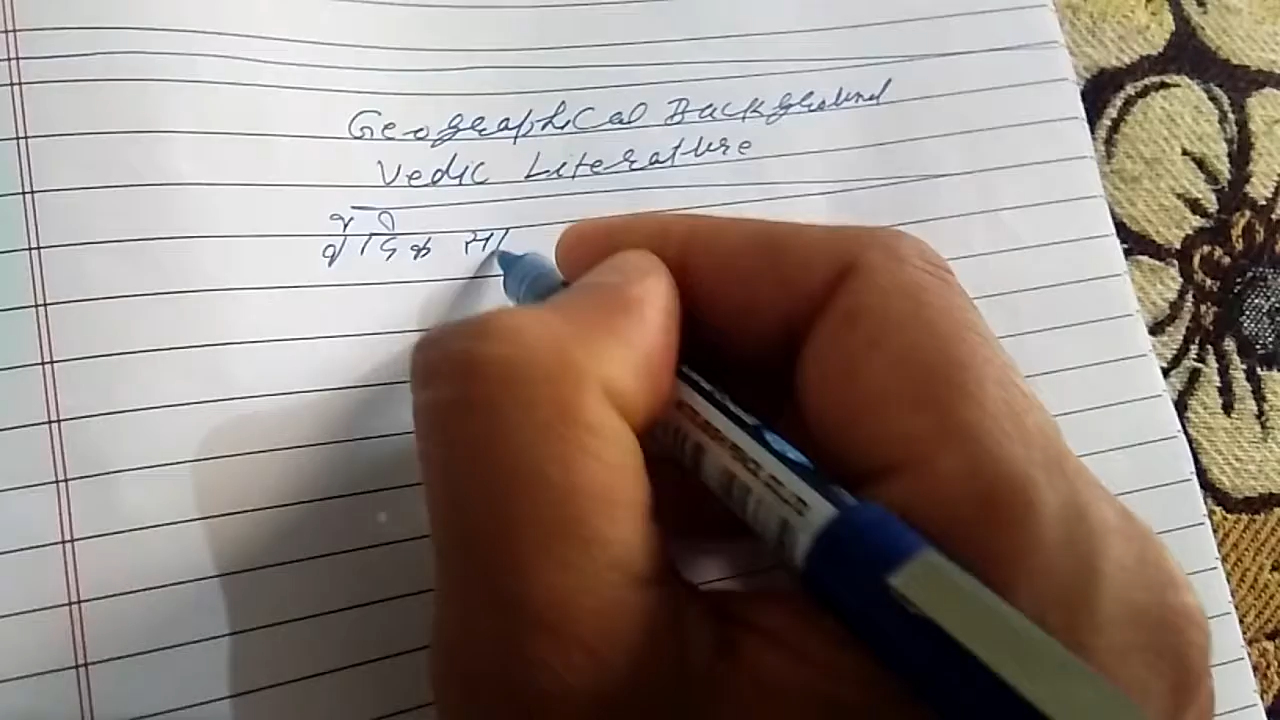 Geographical Background
Vedic Literature
वैदिक सा